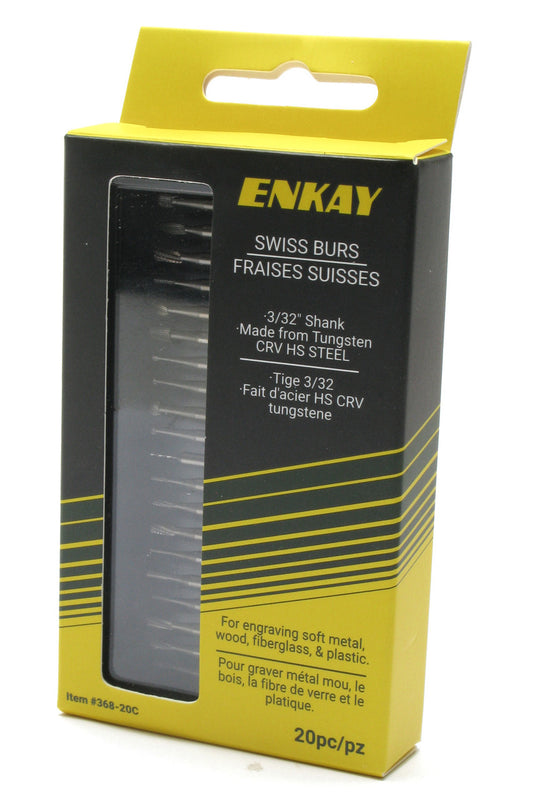 ENKAY
SWISS BURS
FRAISES SUISSES
·3/32" Shank
·Made from Tungsten
CRV HS STEEL
·Tige 3/32
·Fait d'acier HS CRV
tungstene
For engraving soft metal,
wood, fiberglass, & plastic.
Pour graver métal mou, le
bois, la fibre de verre et le
platique.
Item #368-20C
20pc/pz